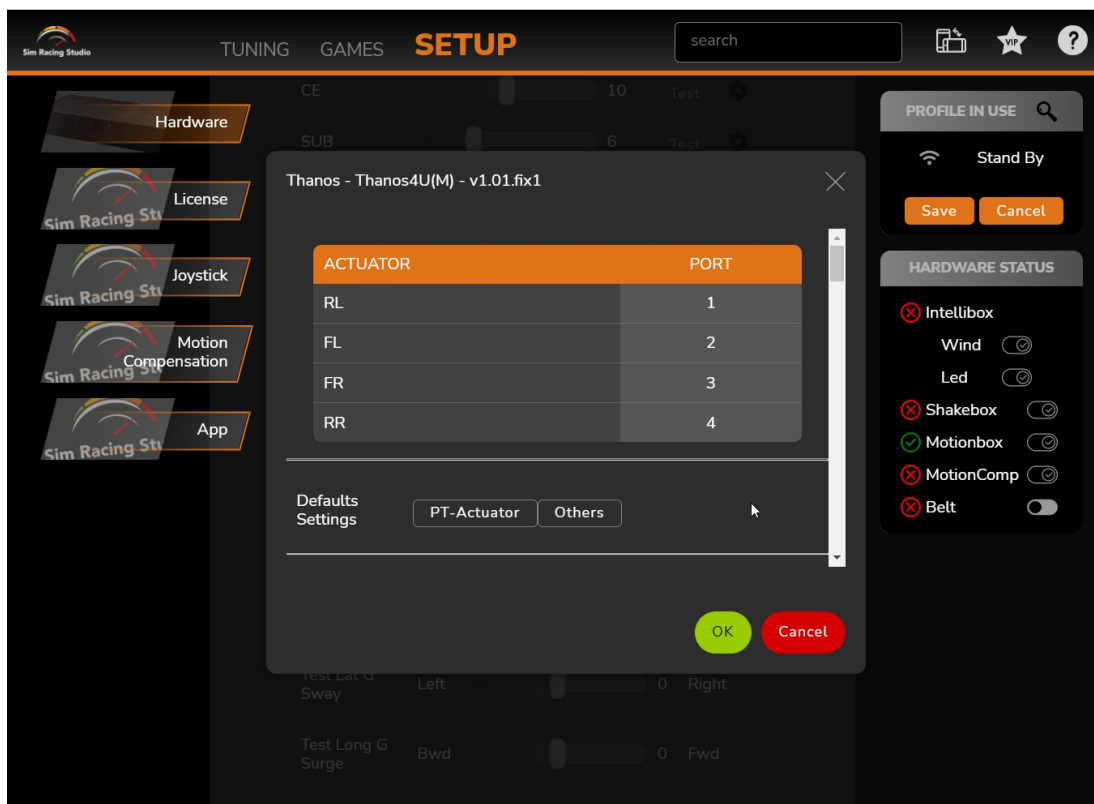 Sim Racing Studio
TUNING GAMES SETUP
search
VIP
?
CE 10 Test
SUB 6 Test
Hardware
License
Sim Racing Stu
Joystick
Sim Racing Stu
Motion
Compensation
Sim Racing Stu
App
Sim Racing Stu
Thanos - Thanos4U(M) - v1.01.fix1
ACTUATOR PORT
RL 1
FL 2
FR 3
RR 4
Defaults
Settings
PT-Actuator Others
OK Cancel
Test Lat G
Sway
Left 0 Right
Test Long G
Surge
Bwd 0 Fwd
PROFILE IN USE
Stand By
Save Cancel
HARDWARE STATUS
Intellibox
Wind
Led
Shakebox
Motionbox
MotionComp
Belt